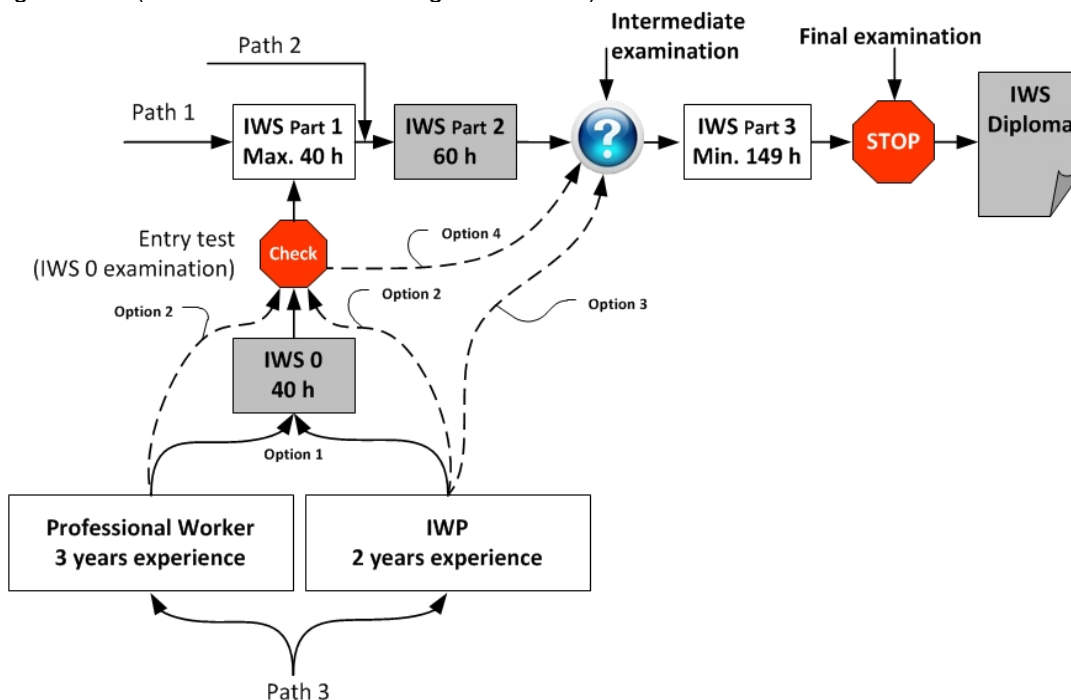 Path 2
Intermediate
examination
Final examination
Path 1
IWS Part 1
Max. 40 h
IWS Part 2
60 h
?
IWS Part 3
Min. 149 h
STOP
IWS
Diploma
Entry test
(IWS 0 examination)
Check
Option 4
Option 2
Option 2
Option 3
IWS 0
40 h
Option 1
Professional Worker
3 years experience
IWP
2 years experience
Path 3